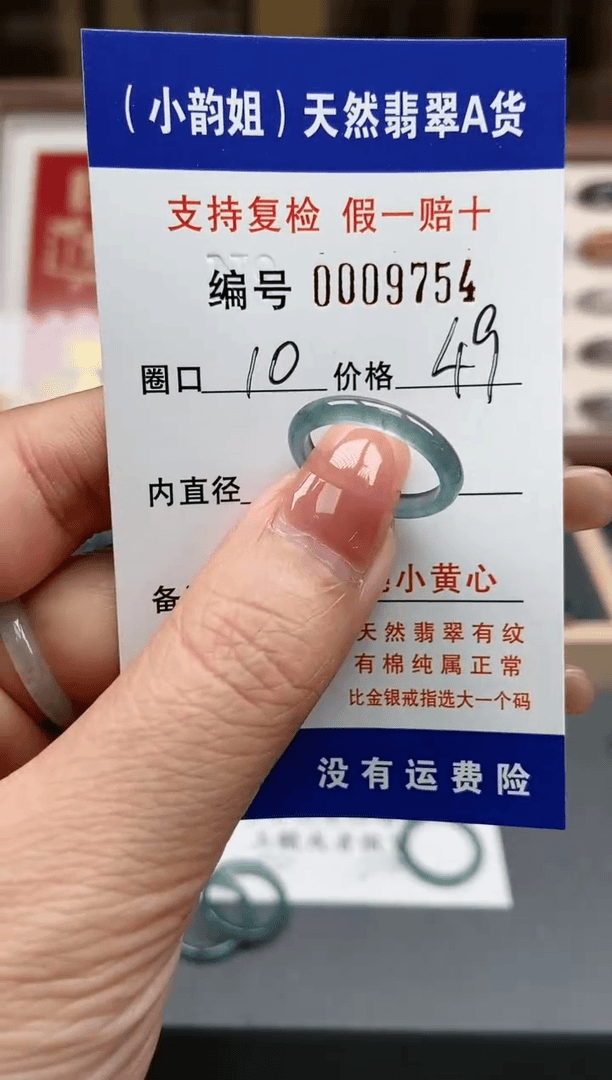 （小韵姐）天然翡翠A货
支持复检 假一赔十
编号 0009754
圈口 10 价格 49
内直径
备
小黄心
天然翡翠有纹
有棉纯属正常
比金银戒指选大一个码
没有运费险